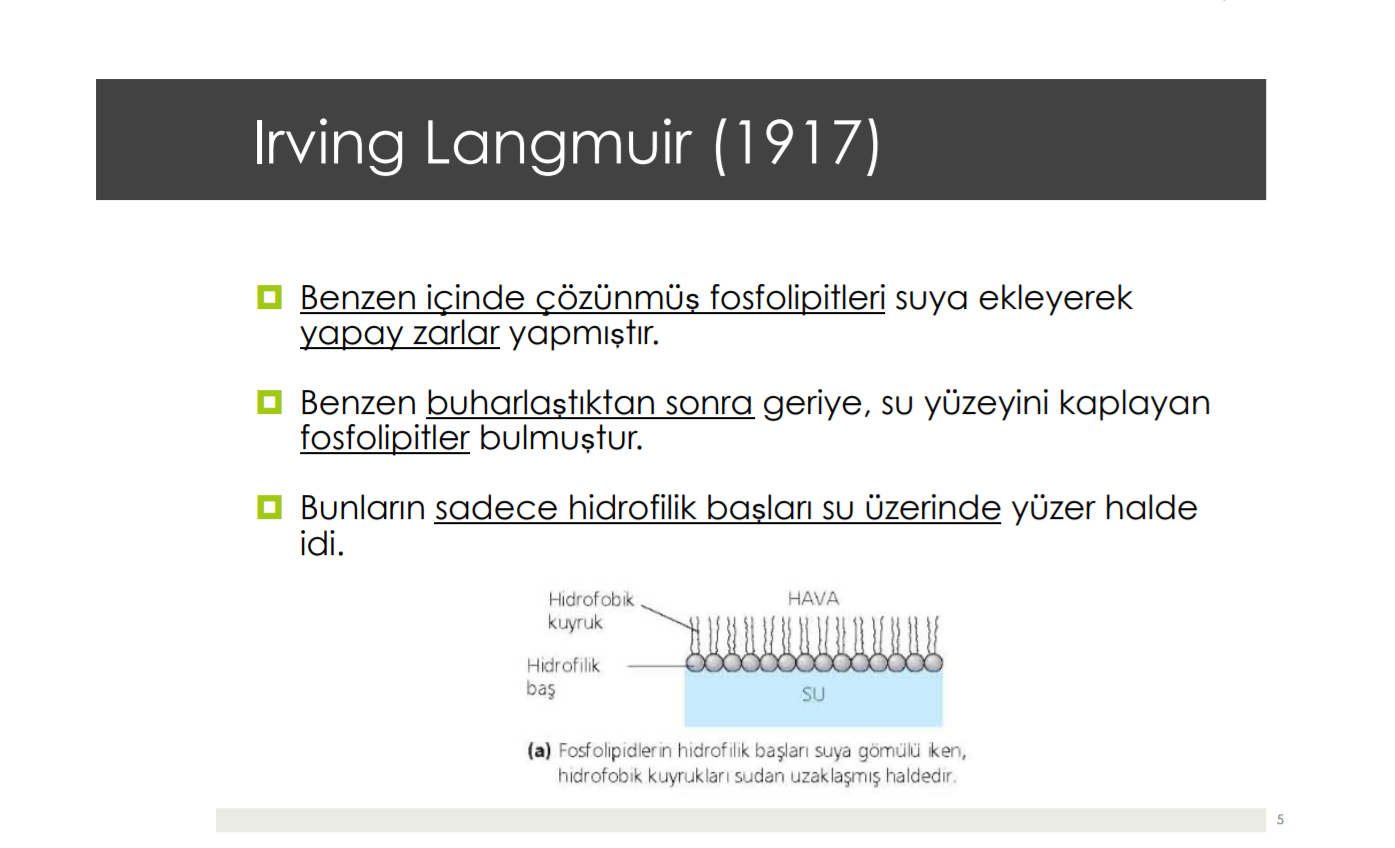 Irving Langmuir (1917)
Benzen içinde çözünmüş fosfolipitleri suya ekleyerek
yapay zarlar yapmıştır.
Benzen buharlaştıktan sonra geriye, su yüzeyini kaplayan
fosfolipitler bulmuştur.
Bunların sadece hidrofilik başları su üzerinde yüzer halde
idi.
Hidrofobik
kuyruk
HAVA
Hidrofilik
baş
SU
(a) Fosfolipidlerin hidrofilik başları suya gömülü iken,
hidrofobik kuyrukları sudan uzaklaşmış haldedir.
5